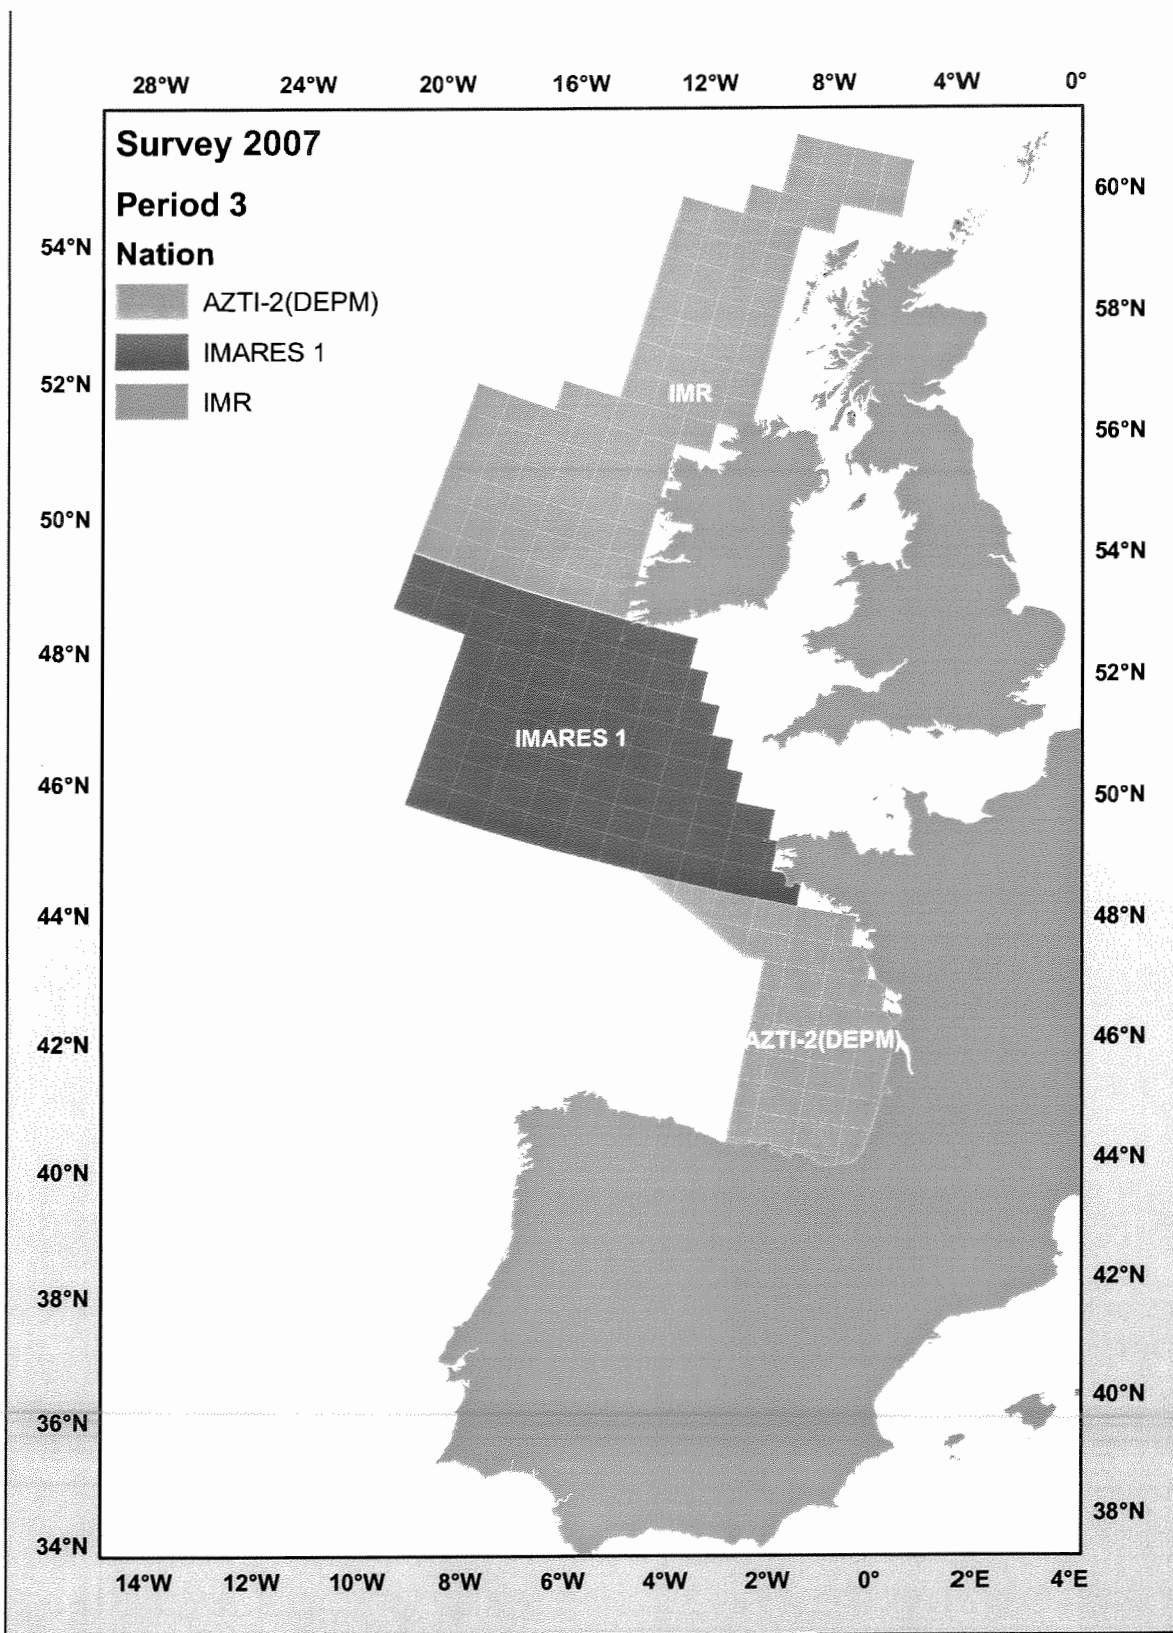 28°W 24°W 20°W 16°W 12°W 8°W 4°W 0°
Survey 2007
Period 3
Nation
AZTI-2(DEPM)
IMARES 1
IMR
54°N
52°N
50°N
48°N
46°N
44°N
42°N
40°N
38°N
36°N
34°N
60°N
58°N
56°N
54°N
52°N
50°N
48°N
46°N
44°N
42°N
40°N
38°N
IMR
IMARES 1
AZTI-2(DEPM)
14°W 12°W 10°W 8°W 6°W 4°W 2°W 0° 2°E 4°E